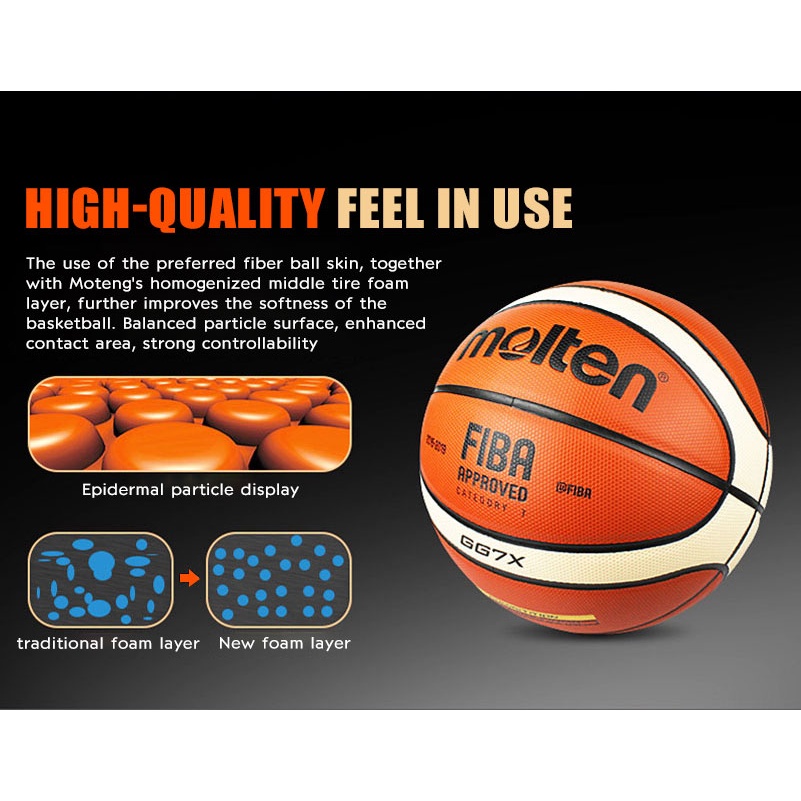 HIGH-QUALITY FEEL IN USE
The use of the preferred fiber ball skin, together
with Moteng's homogenized middle tire foam
layer, further improves the softness of the
basketball. Balanced particle surface, enhanced
contact area, strong controllability
Epidermal particle display
traditional foam layer
New foam layer
molten®
FIBA
APPROVED
CATEGORY 1
@FIBA
GG7X